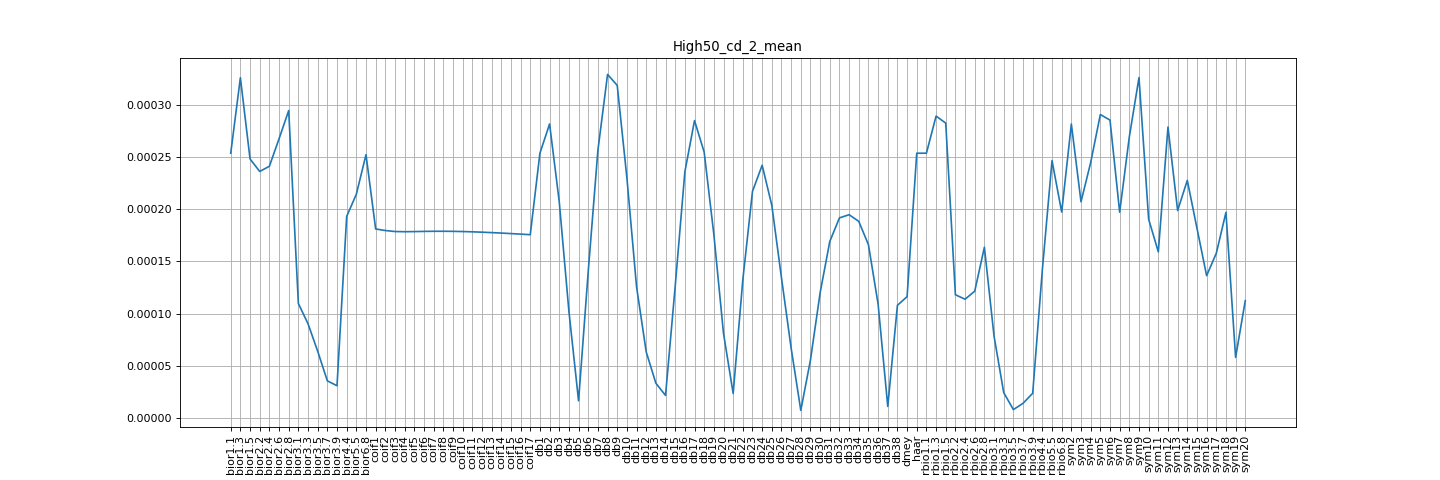 High50_cd_2_mean
0.00030
0.00025
0.00020
0.00015
0.00010
0.00005
0.00000
bior1.1
bior1.3
bior1.5
bior2.2
bior2.4
bior2.6
bior2.8
bior3.1
bior3.3
bior3.5
bior3.7
bior3.9
bior4.4
bior5.5
bior6.8
coif1
coif2
coif3
coif4
coif5
coif6
coif7
coif8
coif9
coif10
coif11
coif12
coif13
coif14
coif15
coif16
coif17
db1
db2
db3
db4
db5
db6
db7
db8
db9
db10
db11
db12
db13
db14
db15
db16
db17
db18
db19
db20
db21
db22
db23
db24
db25
db26
db27
db28
db29
db30
db31
db32
db33
db34
db35
db36
db37
db38
dmey
haar
rbio1.1
rbio1.3
rbio1.5
rbio2.2
rbio2.4
rbio2.6
rbio2.8
rbio3.1
rbio3.3
rbio3.5
rbio3.7
rbio3.9
rbio4.4
rbio5.5
rbio6.8
sym2
sym3
sym4
sym5
sym6
sym7
sym8
sym9
sym10
sym11
sym12
sym13
sym14
sym15
sym16
sym17
sym18
sym19
sym20